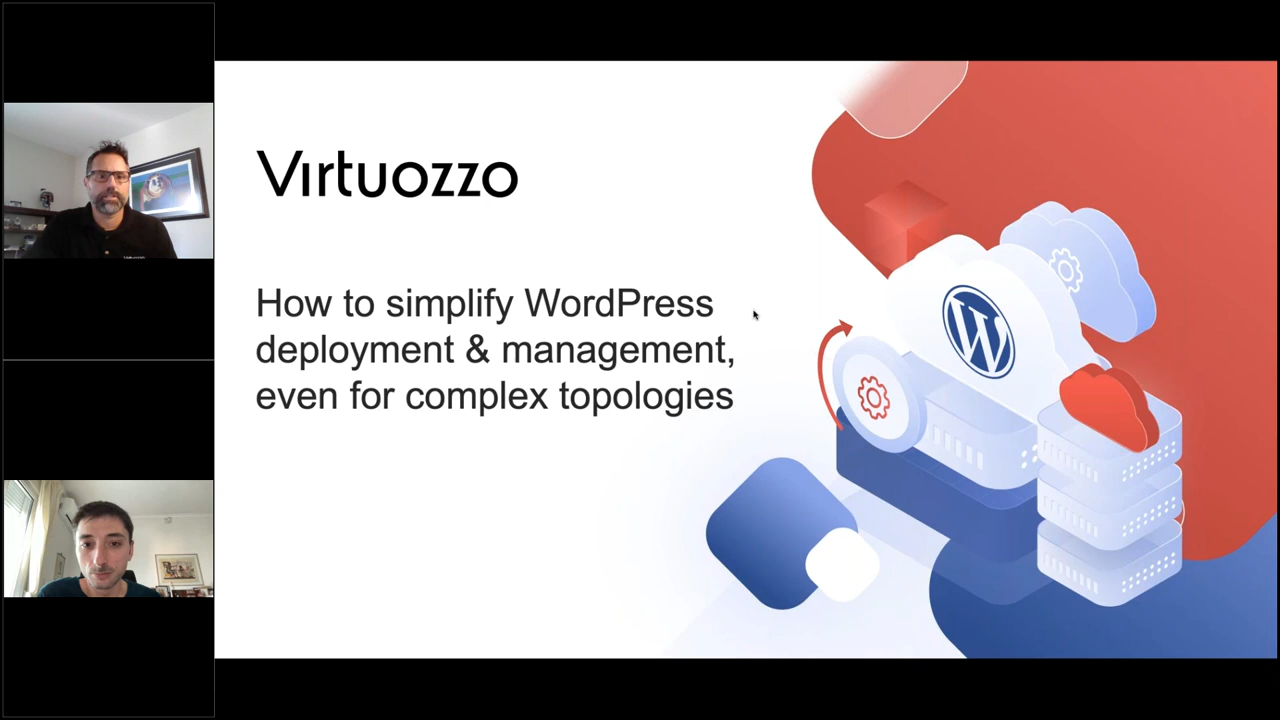 Virtuozzo
How to simplify WordPress
deployment & management,
even for complex topologies